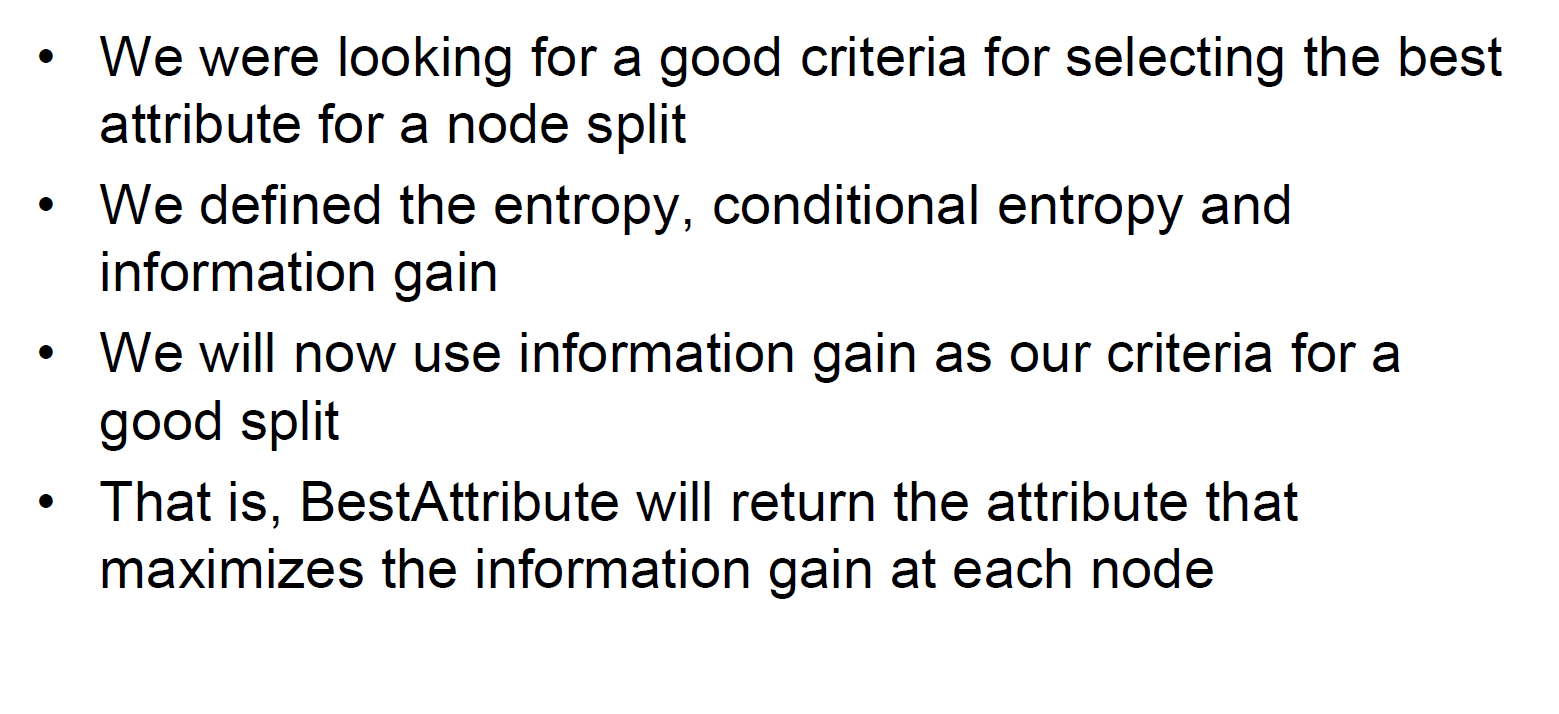 • We were looking for a good criteria for selecting the best
attribute for a node split
• We defined the entropy, conditional entropy and
information gain
• We will now use information gain as our criteria for a
good split
• That is, BestAttribute will return the attribute that
maximizes the information gain at each node